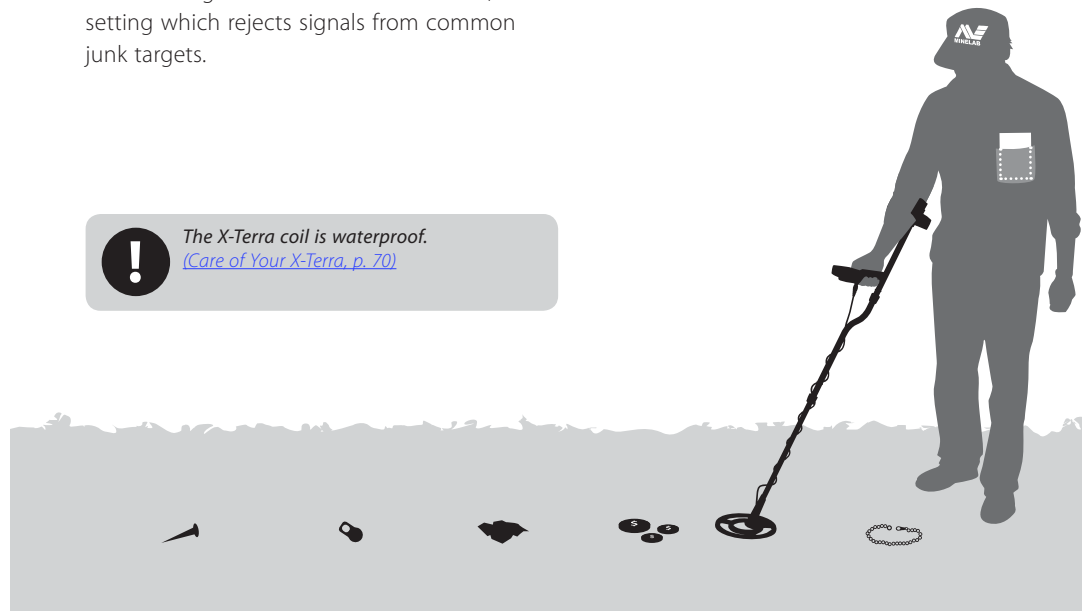 setting which rejects signals from common
junk targets.
The X-Terra coil is waterproof.
(Care of Your X-Terra, p. 70)
MINELAB
$
$
$